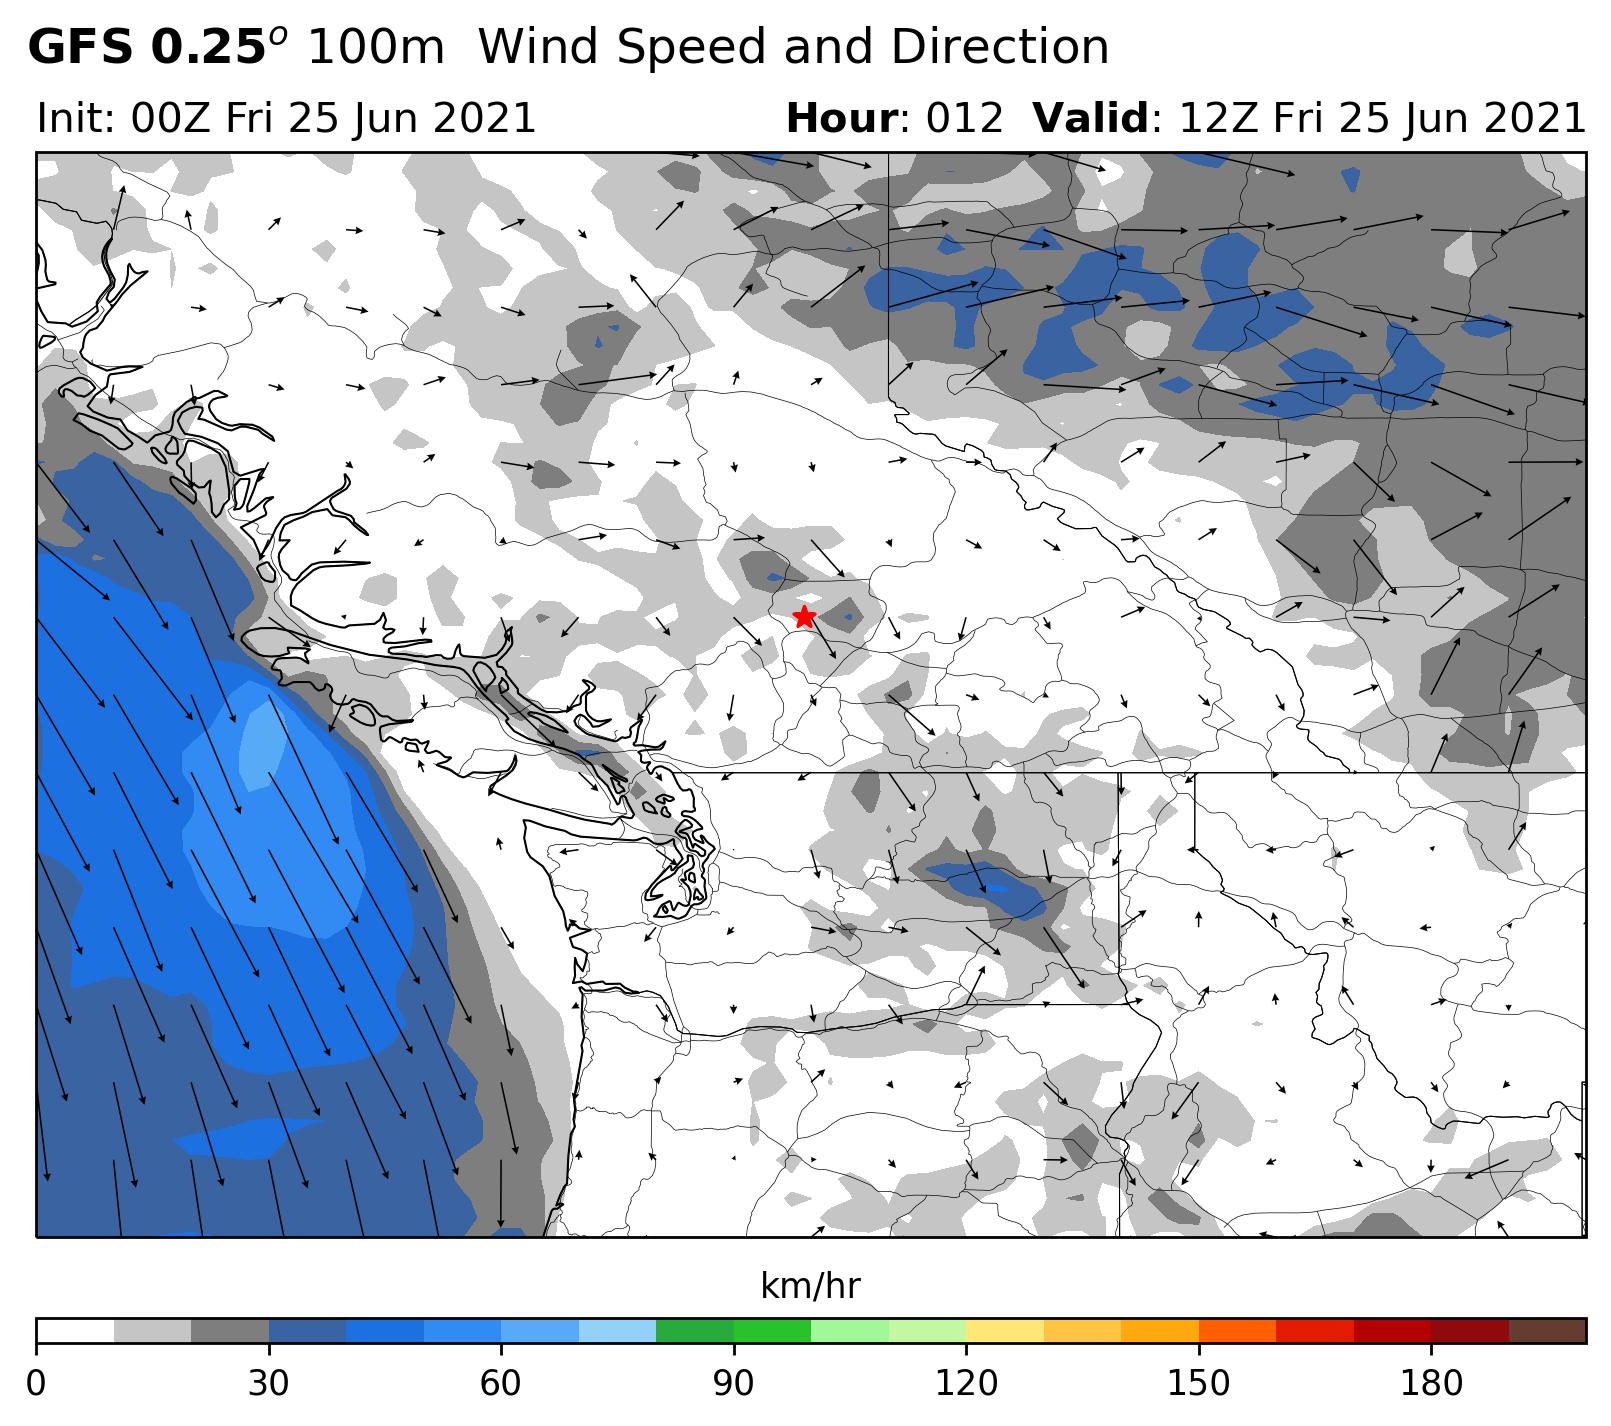 GFS 0.25° 100m Wind Speed and Direction
Init: 00Z Fri 25 Jun 2021 Hour: 012 Valid: 12Z Fri 25 Jun 2021
km/hr
0 30 60 90 120 150 180